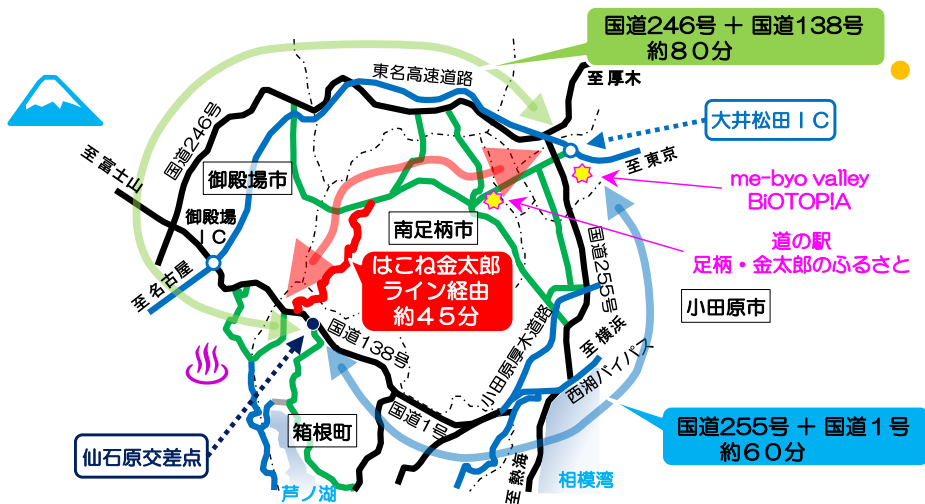 国道246号 + 国道138号
約80分
東名高速道路
至 厚木
国道246号
大井松田IC
至 富士山
御殿場市
至 東京
me-byo valley
BiOTOP!A
御殿場
IC
南足柄市
道の駅
足柄・金太郎のふるさと
はこね金太郎
ライン経由
約45分
国道255号
至 名古屋
小田原市
国道138号
小田原厚木道路
至 横浜
西湘バイパス
国道1号
箱根町
国道255号 + 国道1号
約60分
仙石原交差点
芦ノ湖
至 熱海
相模湾